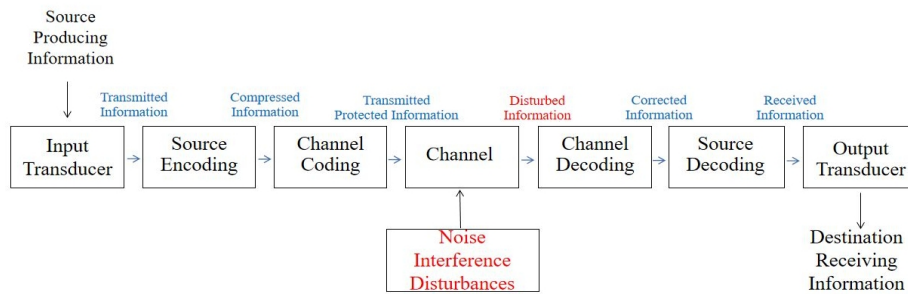 Source
Producing
Information
Transmitted
Information
Compressed
Information
Transmitted
Protected Information
Disturbed
Information
Corrected
Information
Received
Information
Input
Transducer
Source
Encoding
Channel
Coding
Channel
Channel
Decoding
Source
Decoding
Output
Transducer
Noise
Interference
Disturbances
Destination
Receiving
Information